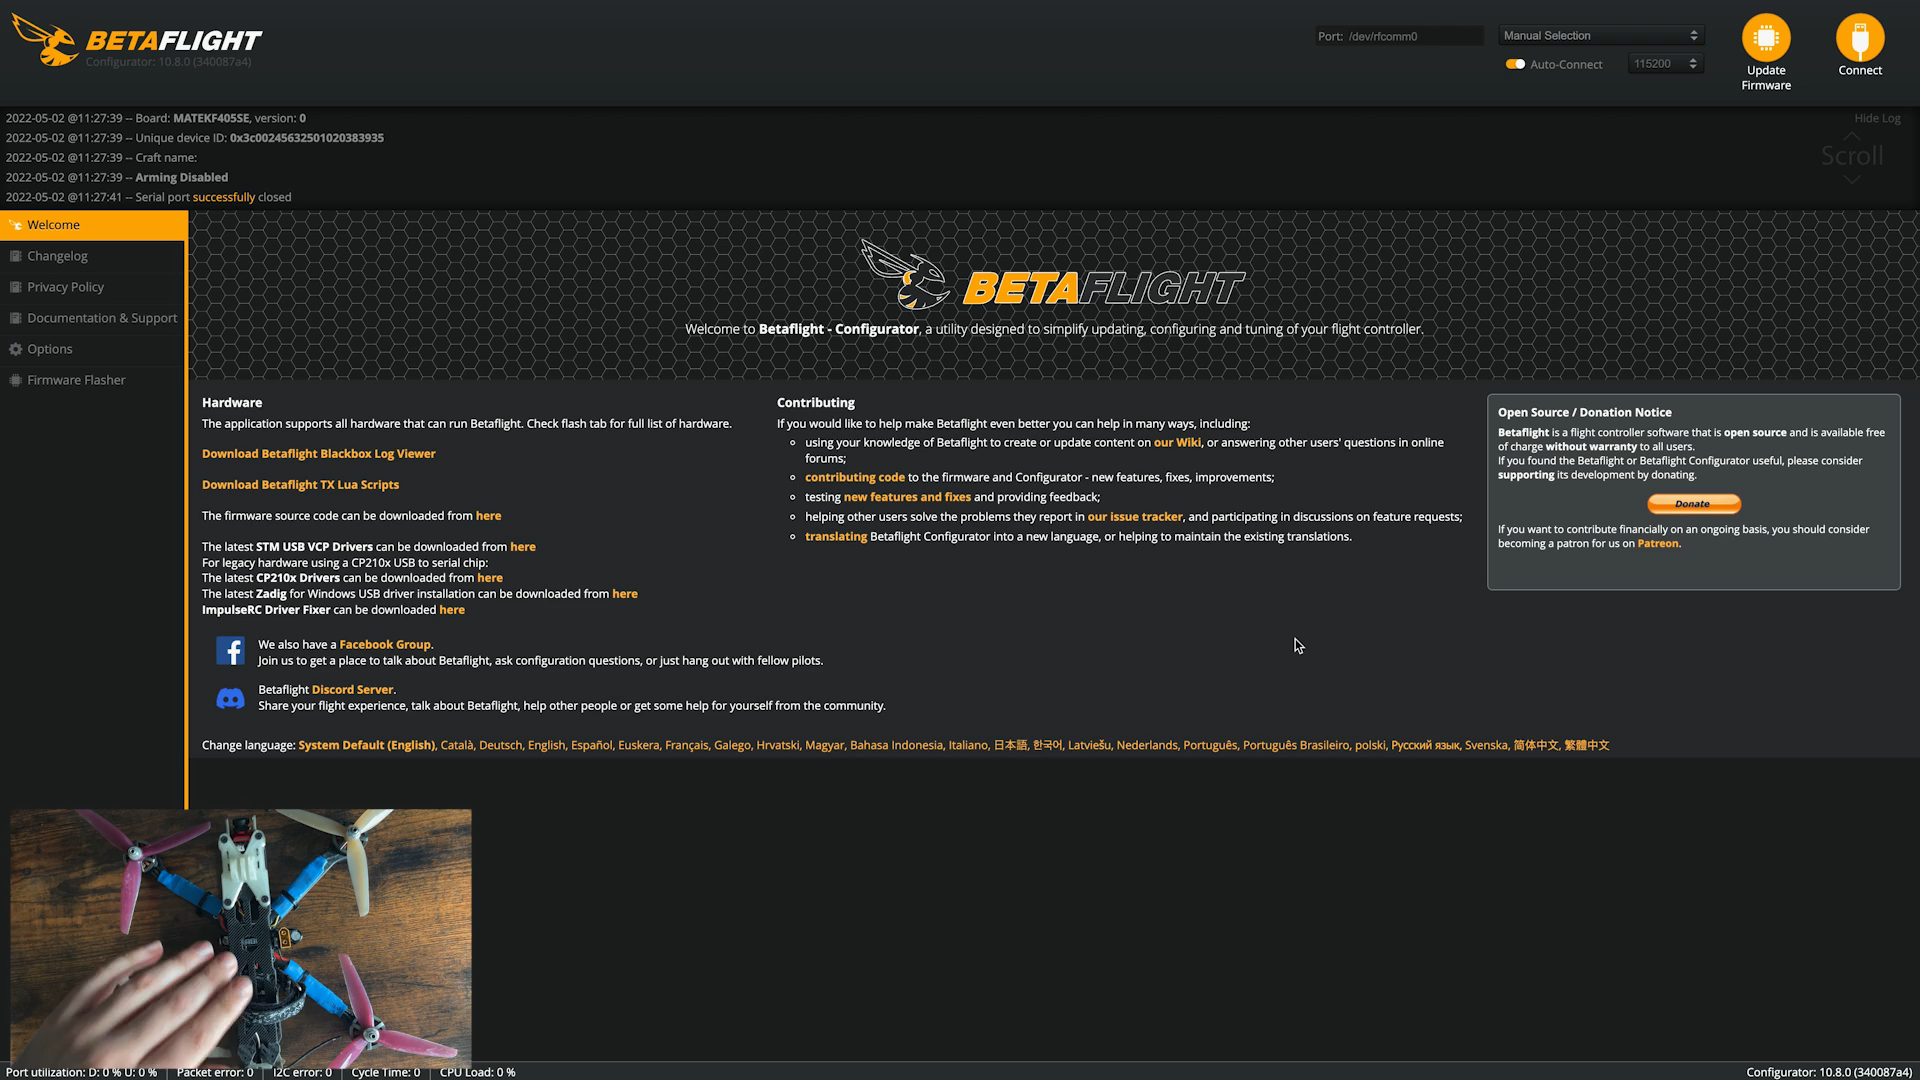 BETAFLIGHT
Configurator: 10.8.0 (340087a4)
Port: /dev/rfcomm0
Manual Selection
Auto-Connect
115200
Update
Firmware
Connect
2022-05-02 @11:27:39 -- Board: MATEKF405SE, version: 0
2022-05-02 @11:27:39 -- Unique device ID: 0x3c00245632501020383935
2022-05-02 @11:27:39 -- Craft name:
2022-05-02 @11:27:39 -- Arming Disabled
2022-05-02 @11:27:41 -- Serial port successfully closed
Hide Log
Scroll
Welcome
Changelog
Privacy Policy
Documentation & Support
Options
Firmware Flasher
BETAFLIGHT
Welcome to Betaflight - Configurator, a utility designed to simplify updating, configuring and tuning of your flight controller.
Hardware
The application supports all hardware that can run Betaflight. Check flash tab for full list of hardware.
Download Betaflight Blackbox Log Viewer
Download Betaflight TX Lua Scripts
The firmware source code can be downloaded from here
The latest STM USB VCP Drivers can be downloaded from here
For legacy hardware using a CP210x USB to serial chip:
The latest CP210x Drivers can be downloaded from here
The latest Zadig for Windows USB driver installation can be downloaded from here
ImpulseRC Driver Fixer can be downloaded here
We also have a Facebook Group.
Join us to get a place to talk about Betaflight, ask configuration questions, or just hang out with fellow pilots.
Betaflight Discord Server.
Share your flight experience, talk about Betaflight, help other people or get some help for yourself from the community.
Contributing
If you would like to help make Betaflight even better you can help in many ways, including:
using your knowledge of Betaflight to create or update content on our Wiki, or answering other users' questions in online
forums;
contributing code to the firmware and Configurator - new features, fixes, improvements;
testing new features and fixes and providing feedback;
helping other users solve the problems they report in our issue tracker, and participating in discussions on feature requests;
translating Betaflight Configurator into a new language, or helping to maintain the existing translations.
Open Source / Donation Notice
Betaflight is a flight controller software that is open source and is available free
of charge without warranty to all users.
If you found the Betaflight or Betaflight Configurator useful, please consider
supporting its development by donating.
Donate
If you want to contribute financially on an ongoing basis, you should consider
becoming a patron for us on Patreon.
Change language: System Default (English), Català, Deutsch, English, Español, Euskera, Français, Galego, Hrvatski, Magyar, Bahasa Indonesia, Italiano, 日本語, 한국어, Latviešu, Nederlands, Português, Português Brasileiro, polski, Русский язык, Svenska, 简体中文, 繁體中文
Port utilization: D: 0 % U: 0 %
Packet error: 0
I2C error: 0
Cycle Time: 0
CPU Load: 0 %
Configurator: 10.8.0 (340087a4)